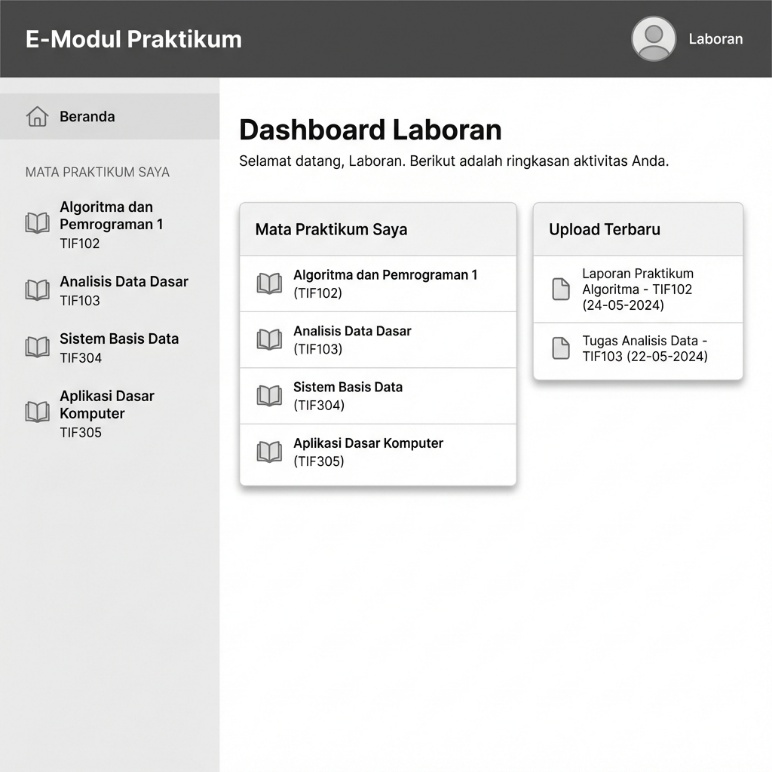 E-Modul Praktikum
Laboran
Beranda
MATA PRAKTIKUM SAYA
Algoritma dan
Pemrograman 1
TIF102
Analisis Data Dasar
TIF103
Sistem Basis Data
TIF304
Aplikasi Dasar
Komputer
TIF305
Dashboard Laboran
Selamat datang, Laboran. Berikut adalah ringkasan aktivitas Anda.
Mata Praktikum Saya
Algoritma dan Pemrograman 1
(TIF102)
Analisis Data Dasar
(TIF103)
Sistem Basis Data
(TIF304)
Aplikasi Dasar Komputer
(TIF305)
Upload Terbaru
Laporan Praktikum
Algoritma - TIF102
(24-05-2024)
Tugas Analisis Data -
TIF103 (22-05-2024)